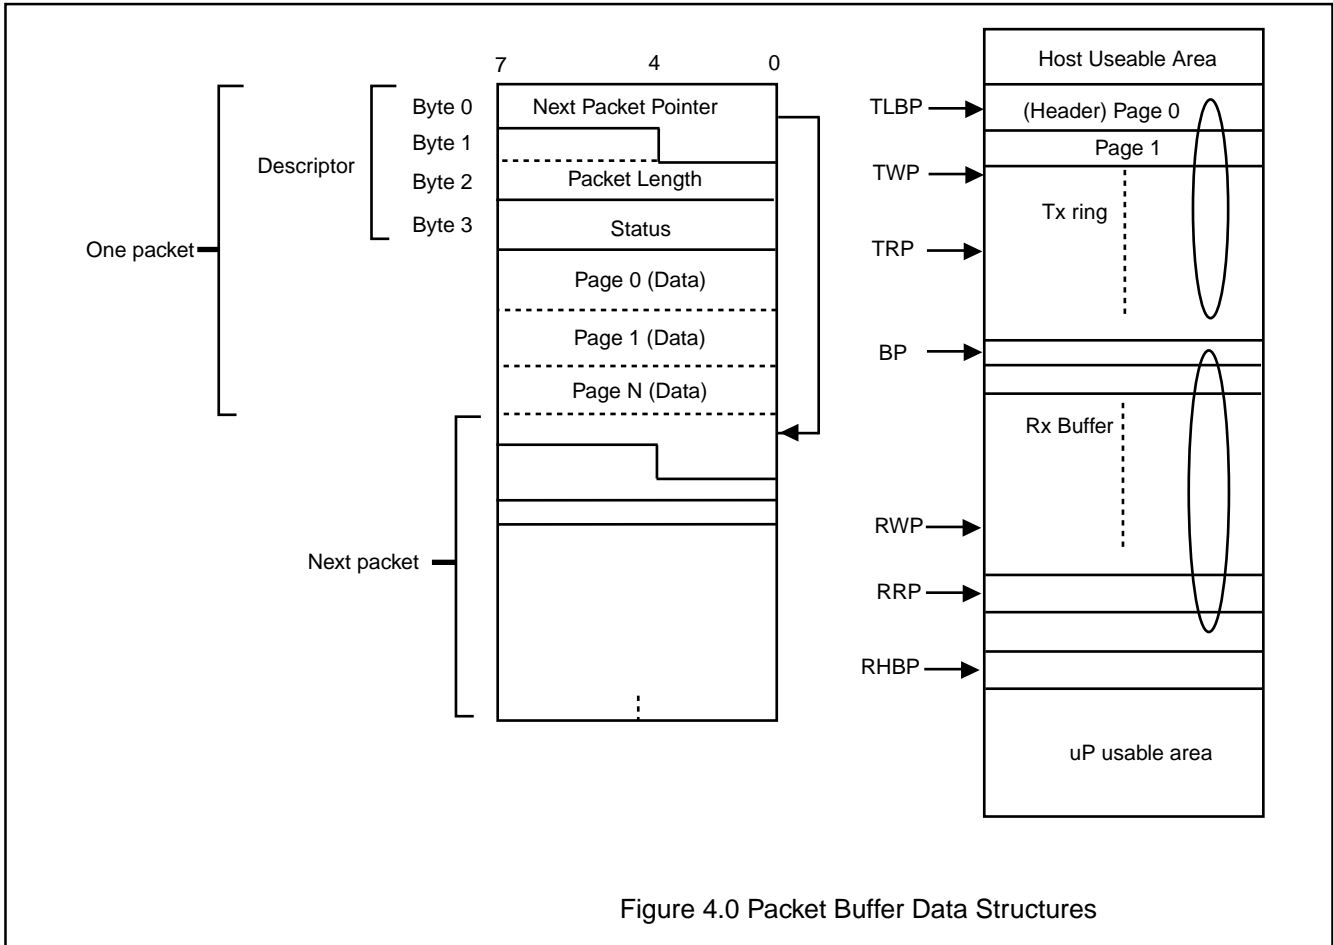 7 4 0
One packet
Descriptor
Byte 0
Byte 1
Byte 2
Byte 3
Next Packet Pointer
Packet Length
Status
Page 0 (Data)
Page 1 (Data)
Page N (Data)
Next packet
TLBP
TWP
TRP
BP
RWP
RRP
RHBP
Host Useable Area
(Header) Page 0
Page 1
Tx ring
Rx Buffer
uP usable area
Figure 4.0 Packet Buffer Data Structures